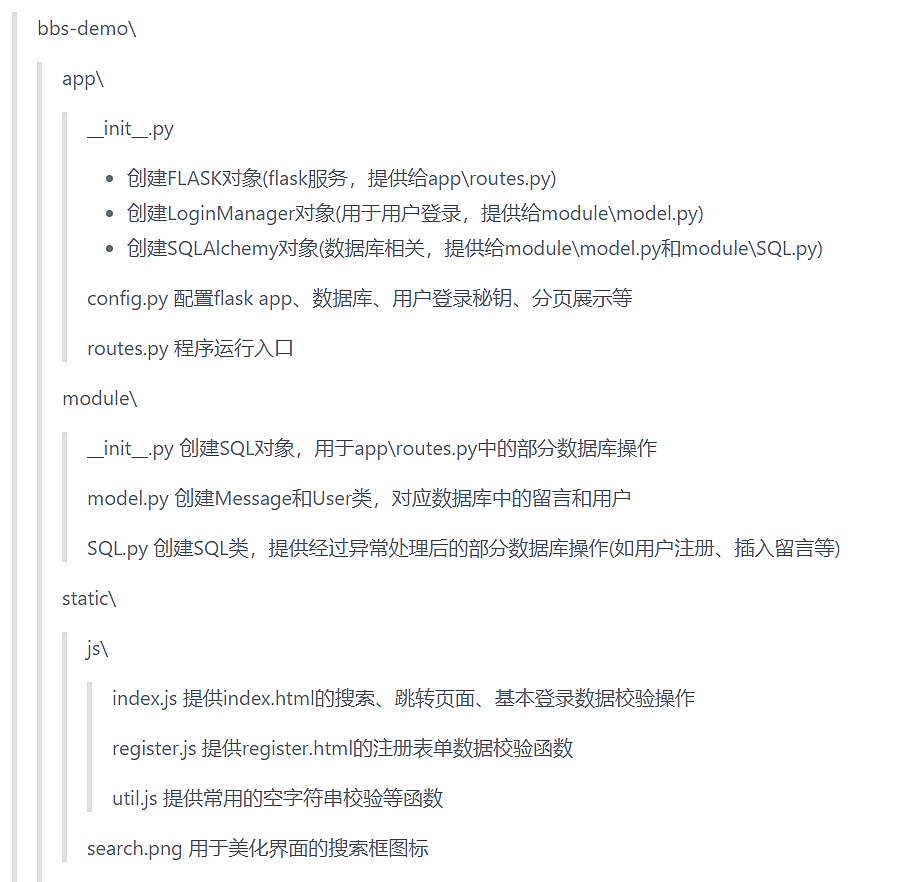 bbs-demo\
app\
__init__.py
创建FLASK对象(flask服务，提供给app\routes.py)
创建LoginManager对象(用于用户登录，提供给module\model.py)
创建SQLAlchemy对象(数据库相关，提供给module\model.py和module\SQL.py)
config.py 配置flask app、数据库、用户登录秘钥、分页展示等
routes.py 程序运行入口
module\
__init__.py 创建SQL对象，用于app\routes.py中的部分数据库操作
model.py 创建Message和User类，对应数据库中的留言和用户
SQL.py 创建SQL类，提供经过异常处理后的部分数据库操作(如用户注册、插入留言等)
static\
js\
index.js 提供index.html的搜索、跳转页面、基本登录数据校验操作
register.js 提供register.html的注册表单数据校验函数
util.js 提供常用的空字符串校验等函数
search.png 用于美化界面的搜索框图标